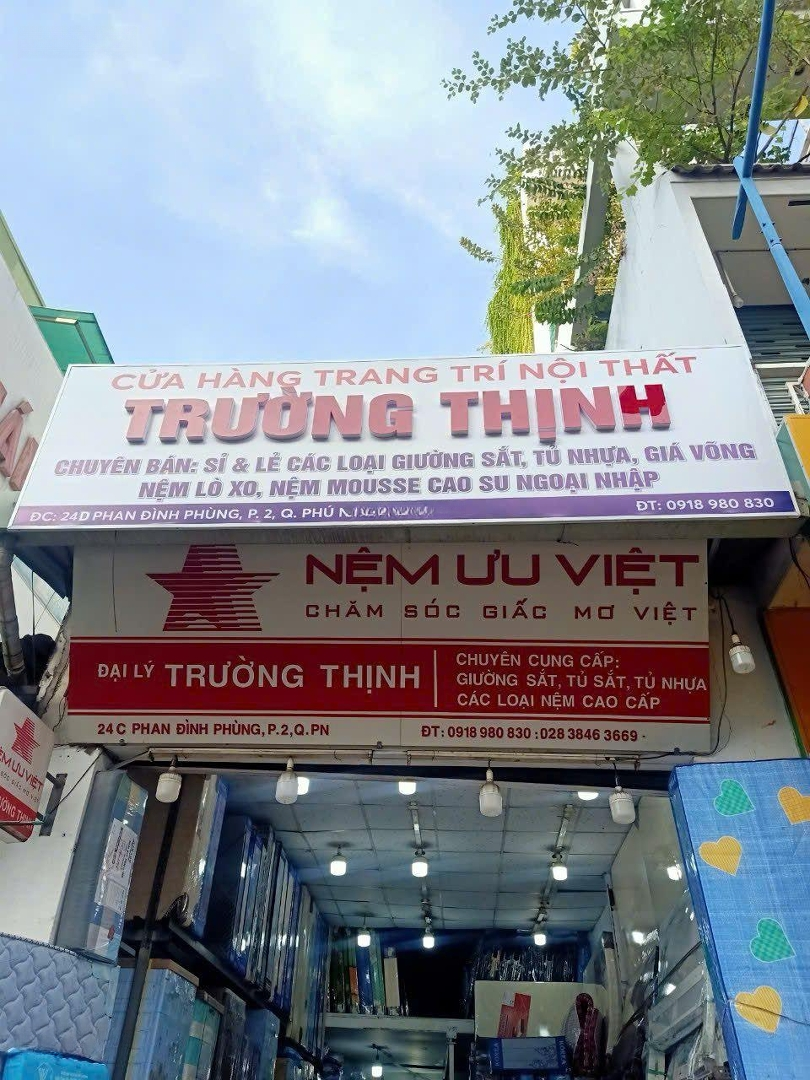 CỬA HÀNG TRANG TRÍ NỘI THẤT
TRƯỜNG THỊNH
CHUYÊN BÁN: SỈ & LẺ CÁC LOẠI GIƯỜNG SẮT, TỦ NHỰA, GIÁ VÕNG
NỆM LÒ XO, NỆM MOUSSE CAO SU NGOẠI NHẬP
ĐC: 24D PHAN ĐÌNH PHÙNG, P. 2, Q. PHÚ
ĐT: 0918 980 830
NỆM ƯU VIỆT
CHĂM SÓC GIẤC MƠ VIỆT
ĐẠI LÝ TRƯỜNG THỊNH
CHUYÊN CUNG CẤP:
GIƯỜNG SẮT, TỦ SẮT, TỦ NHỰA
CÁC LOẠI NỆM CAO CẤP
24C PHAN ĐÌNH PHÙNG, P.2, Q.PN
ĐT: 0918 980 830 : 028 3846 3669 -
NỆM ƯU VIỆT